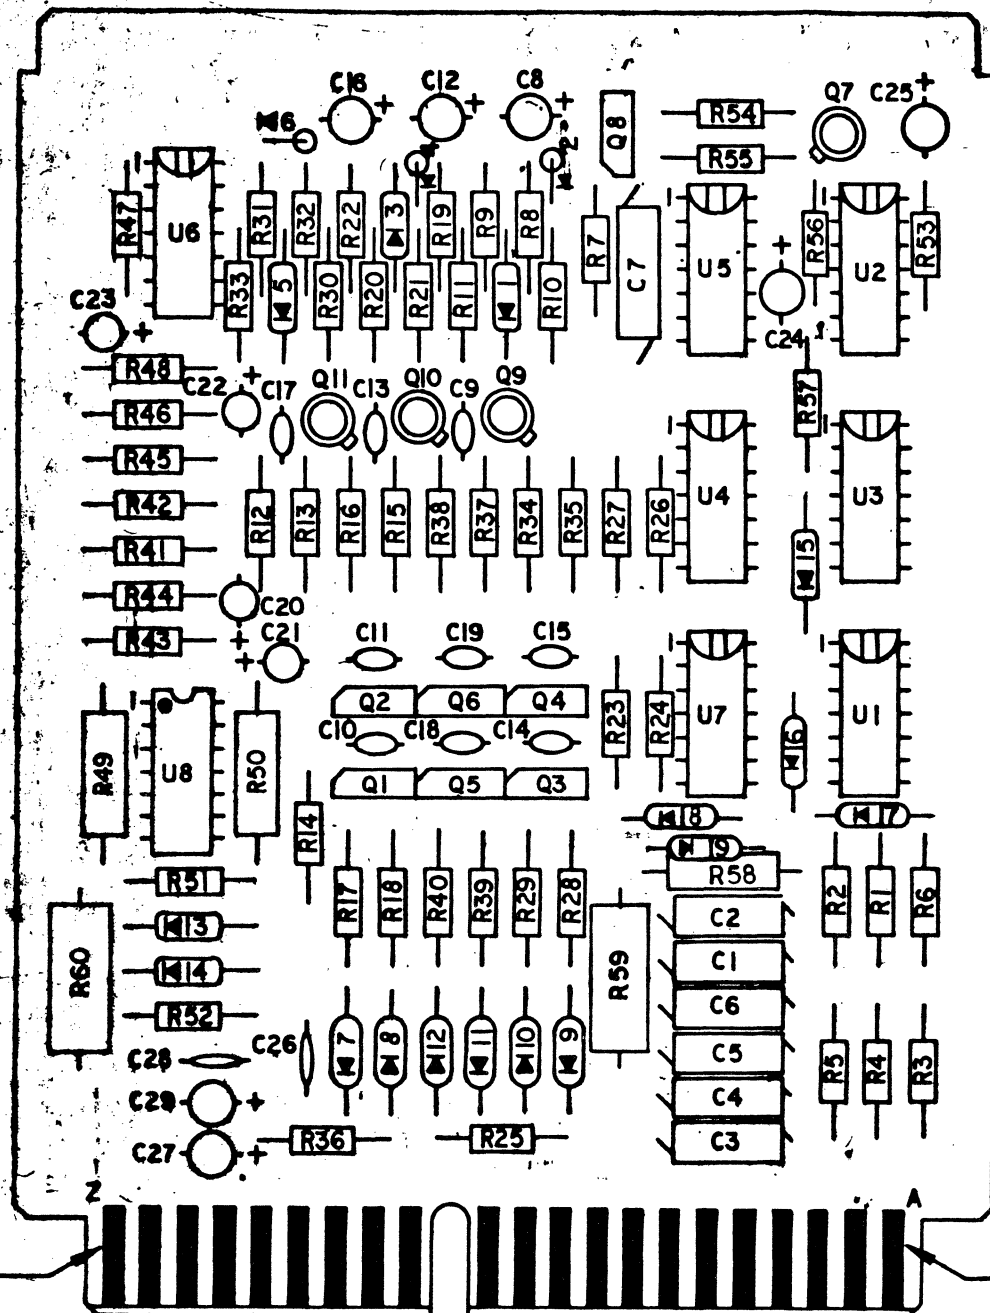 C16 C12 C8 Q7 C25
6
Q8 R54
R55
4 2
R47 U6 R31 R32 R22 3 R19 R9 R8 R7 C7 U5 R56 U2 R53
R33 5 R30 R20 R21 R11 1 R10
C23 C24
R48 R57
C22 C17 Q11 C13 Q10 C9 Q9
R46
R45
R42 R12 R13 R16 R15 R38 R37 R34 R35 R27 R26 U4 U3
R41 15
R44
C20
R43 C21 C11 C19 C15
Q2 Q6 Q4 R23 R24 U7 U1
C10 C18 C14 16
R49 U8 R50 Q1 Q5 Q3
R14 18 17
19
R51 R58
R17 R18 R40 R39 R29 R28 R2 R1 R6
13 C2
R60 14 R59 C1
R52 C6
C28 C26 7 8 12 11 10 9 C5 R5 R4 R3
C29 C4
C27 R36 R25 C3
Z A